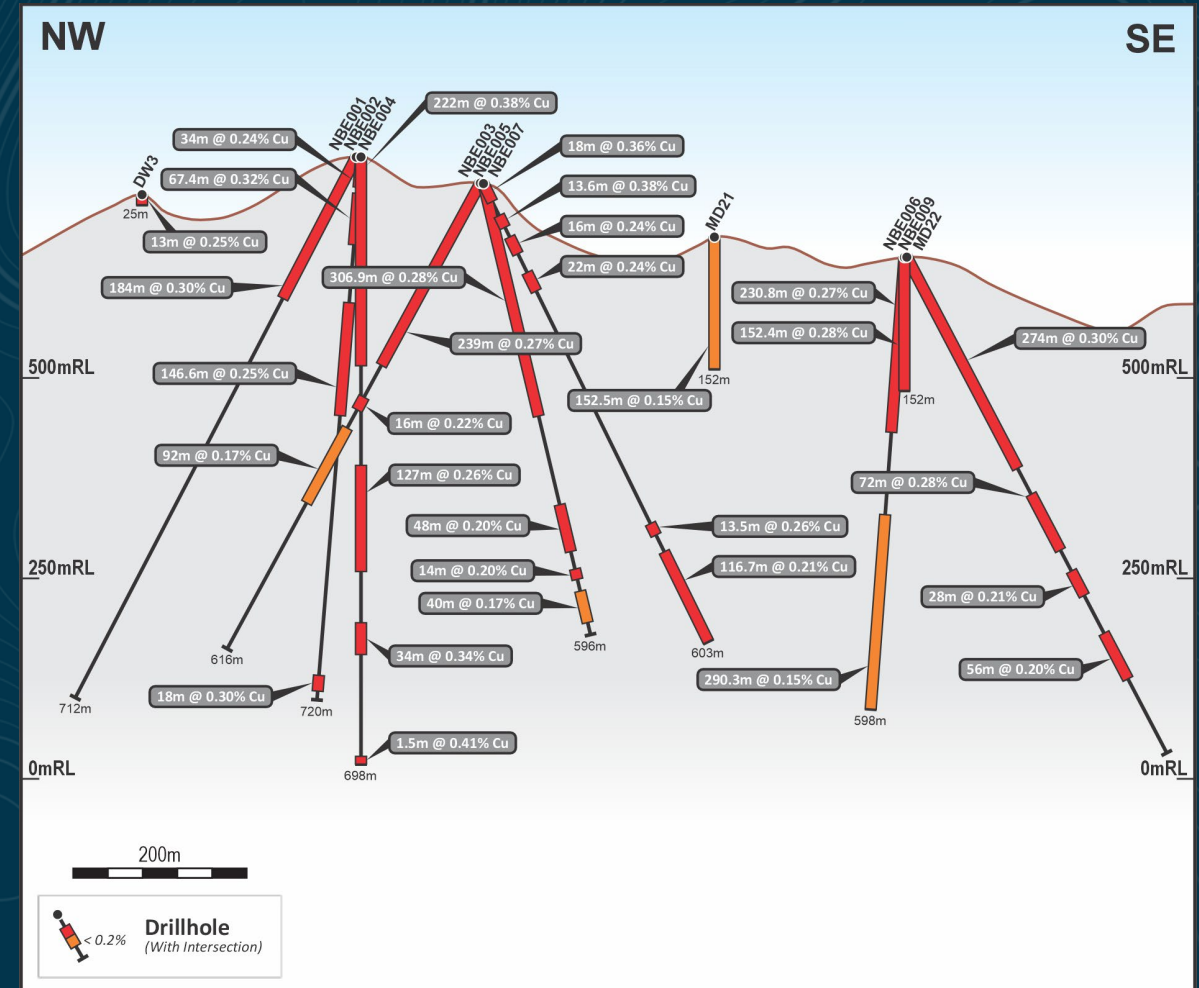 NW
SE
222m @ 0.38% Cu
NBE001
NBE002
NBE004
34m @ 0.24% Cu
67.4m @ 0.32% Cu
NBE003
NBE005
NBE007
18m @ 0.36% Cu
13.6m @ 0.38% Cu
16m @ 0.24% Cu
22m @ 0.24% Cu
DW3
25m
13m @ 0.25% Cu
184m @ 0.30% Cu
306.9m @ 0.28% Cu
239m @ 0.27% Cu
MD21
152m
152.5m @ 0.15% Cu
NBE006
NBE009
MD22
230.8m @ 0.27% Cu
152.4m @ 0.28% Cu
274m @ 0.30% Cu
152m
500mRL
500mRL
146.6m @ 0.25% Cu
16m @ 0.22% Cu
92m @ 0.17% Cu
127m @ 0.26% Cu
72m @ 0.28% Cu
48m @ 0.20% Cu
13.5m @ 0.26% Cu
250mRL
250mRL
14m @ 0.20% Cu
116.7m @ 0.21% Cu
40m @ 0.17% Cu
28m @ 0.21% Cu
596m
603m
616m
34m @ 0.34% Cu
290.3m @ 0.15% Cu
56m @ 0.20% Cu
18m @ 0.30% Cu
712m
720m
598m
1.5m @ 0.41% Cu
698m
0mRL
0mRL
200m
< 0.2%
Drillhole
(With Intersection)